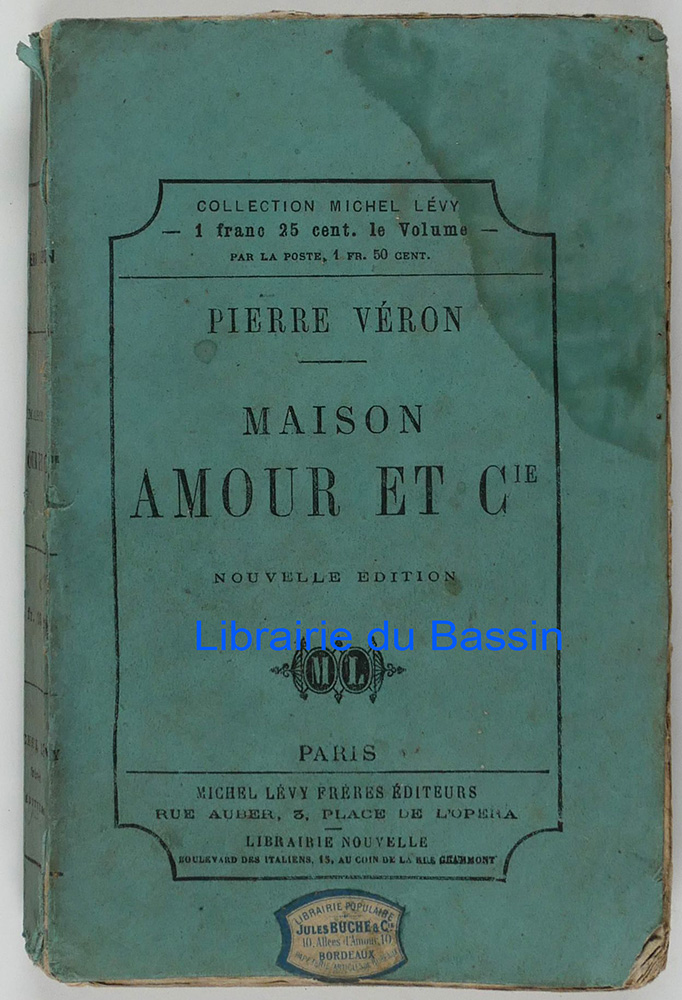 COLLECTION MICHEL LÉVY
— 1 franc 25 cent. le Volume —
PAR LA POSTE, 1 FR. 50 CENT.
PIERRE VÉRON
MAISON
AMOUR ET CIE
NOUVELLE EDITION
Librairie du Bassin
M L
PARIS
MICHEL LÉVY FRÈRES ÉDITEURS
RUE AUBER, 3, PLACE DE L'OPERA
LIBRAIRIE NOUVELLE
BOULEVARD DES ITALIENS, 15, AU COIN DE LA RUE GRAMMONT
LIBRAIRIE POPULAIRE
JULES BUCHE & Cie
10, Allées d'Amour, 10
BORDEAUX